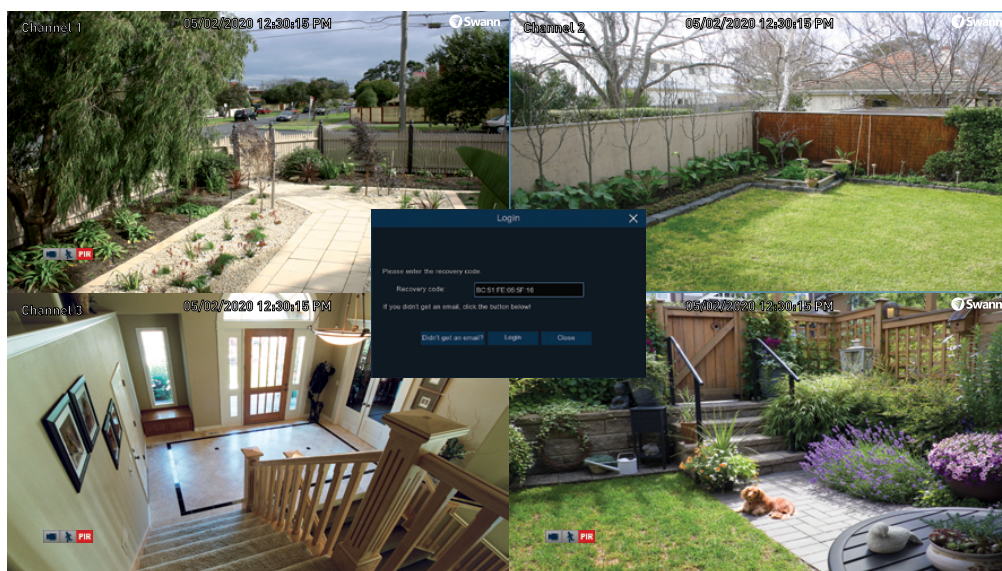 Channel 1
05/02/2020 12:30:15 PM
Swann
Channel 2
05/02/2020 12:30:15 PM
Swann
PIR
Login
Please enter the recovery code.
Recovery code:
BC:51:FE:06:5F:16
If you didn't get an email, click the button below!
Didn't get an email?
Login
Close
Channel 3
05/02/2020 12:30:15 PM
PIR
05/02/2020 12:30:15 PM
Swann
PIR